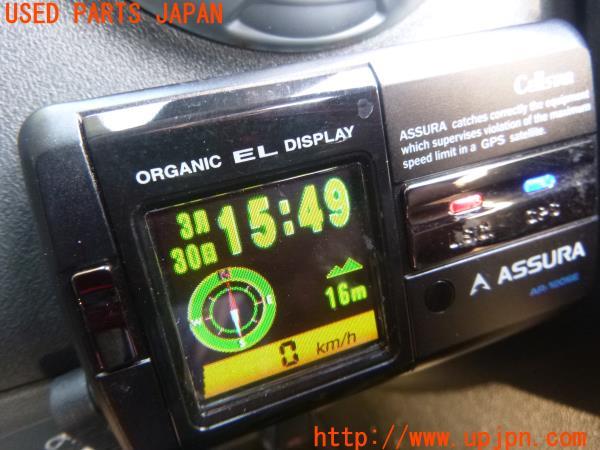 USED PARTS JAPAN
Cellstar
ASSURA catches correctly the equipment
which supervises violation of the maximum
speed limit in a GPS satellite.
ORGANIC EL DISPLAY
3月 15:49
30日
N
E
S
W
16m
0 km/h
GPS
ASSURA
http://www.upjpn.com